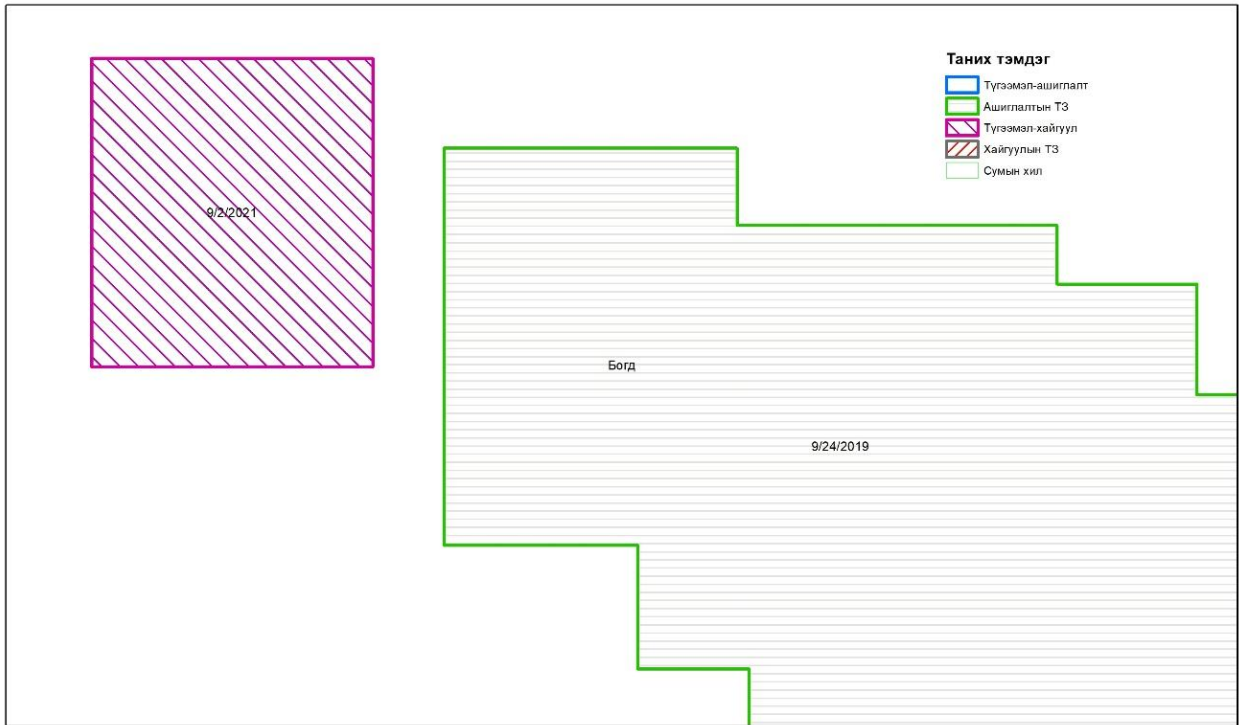 Таних тэмдэг
Түгээмэл-ашиглалт
Ашиглалтын ТЗ
Түгээмэл-хайгуул
Хайгуулын ТЗ
Сумын хил
9/2/2021
Богд
9/24/2019